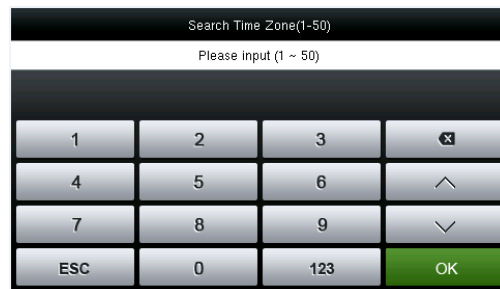 Search Time Zone(1-50)
Please input (1 ~ 50)
1 2 3
4 5 6
7 8 9
ESC 0 123 OK